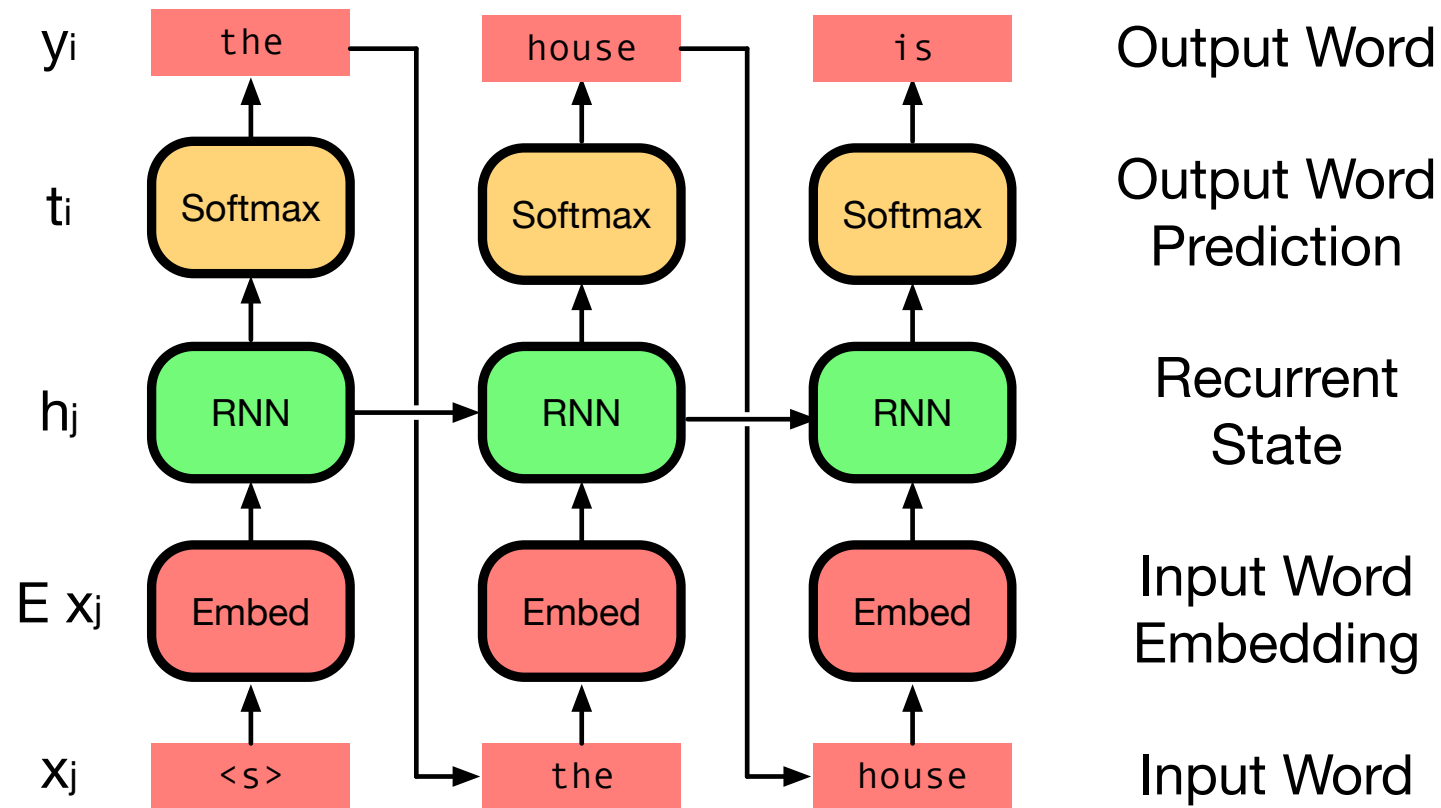 yi the house is Output Word
ti Softmax Softmax Softmax Output Word
Prediction
hj RNN RNN RNN Recurrent
State
E xj Embed Embed Embed Input Word
Embedding
xj <s> the house Input Word